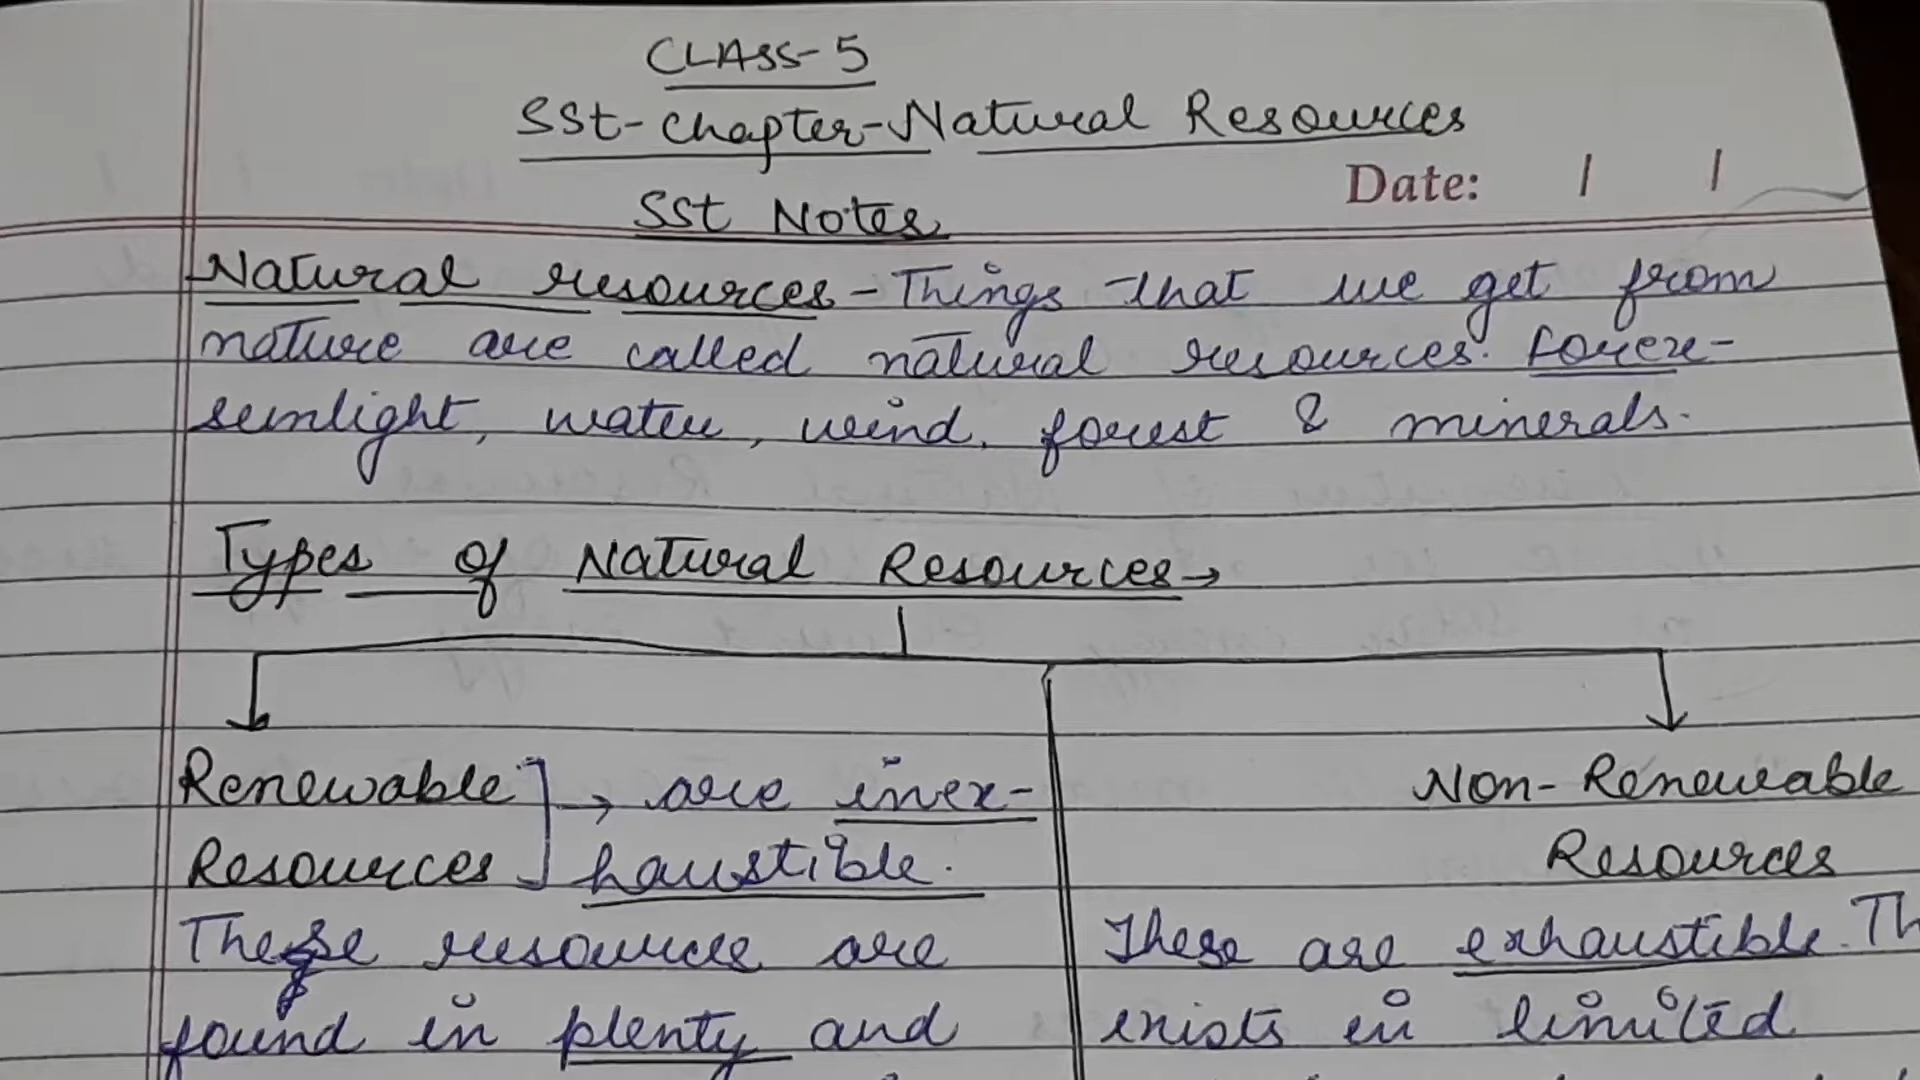 CLASS-5
SSt-Chapter-Natural Resources
Date: / /
SSt Notes
Natural resources - Things that we get from
nature are called natural resources. For ex-
sunlight, water, wind, forest & minerals.
Types of Natural Resources→
Renewable → are inex-
Resources haustible.
These resources are
found in plenty and
Non-Renewable
Resources
These are exhaustible. Th
exists in limited